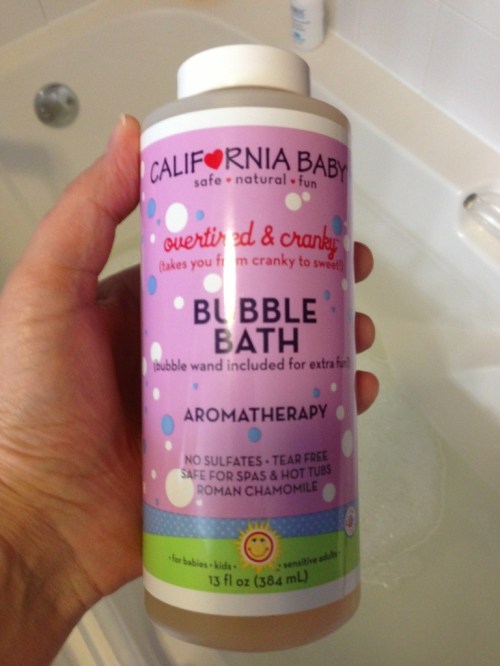 CALIFORNIA BABY
safe • natural • fun
overtired & cranky
(takes you from cranky to sweet)
BUBBLE
BATH
(bubble wand included for extra fun)
AROMATHERAPY
NO SULFATES • TEAR FREE
SAFE FOR SPAS & HOT TUBS
ROMAN CHAMOMILE
• for babies • kids • sensitive adults •
13 fl oz (384 mL)